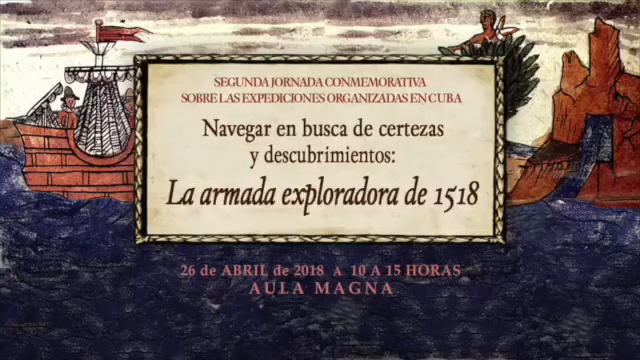 SEGUNDA JORNADA CONMEMORATIVA
SOBRE LAS EXPEDICIONES ORGANIZADAS EN CUBA
Navegar en busca de certezas
y descubrimientos:
La armada exploradora de 1518
26 de ABRIL de 2018 A 10 A 15 HORAS
AULA MAGNA